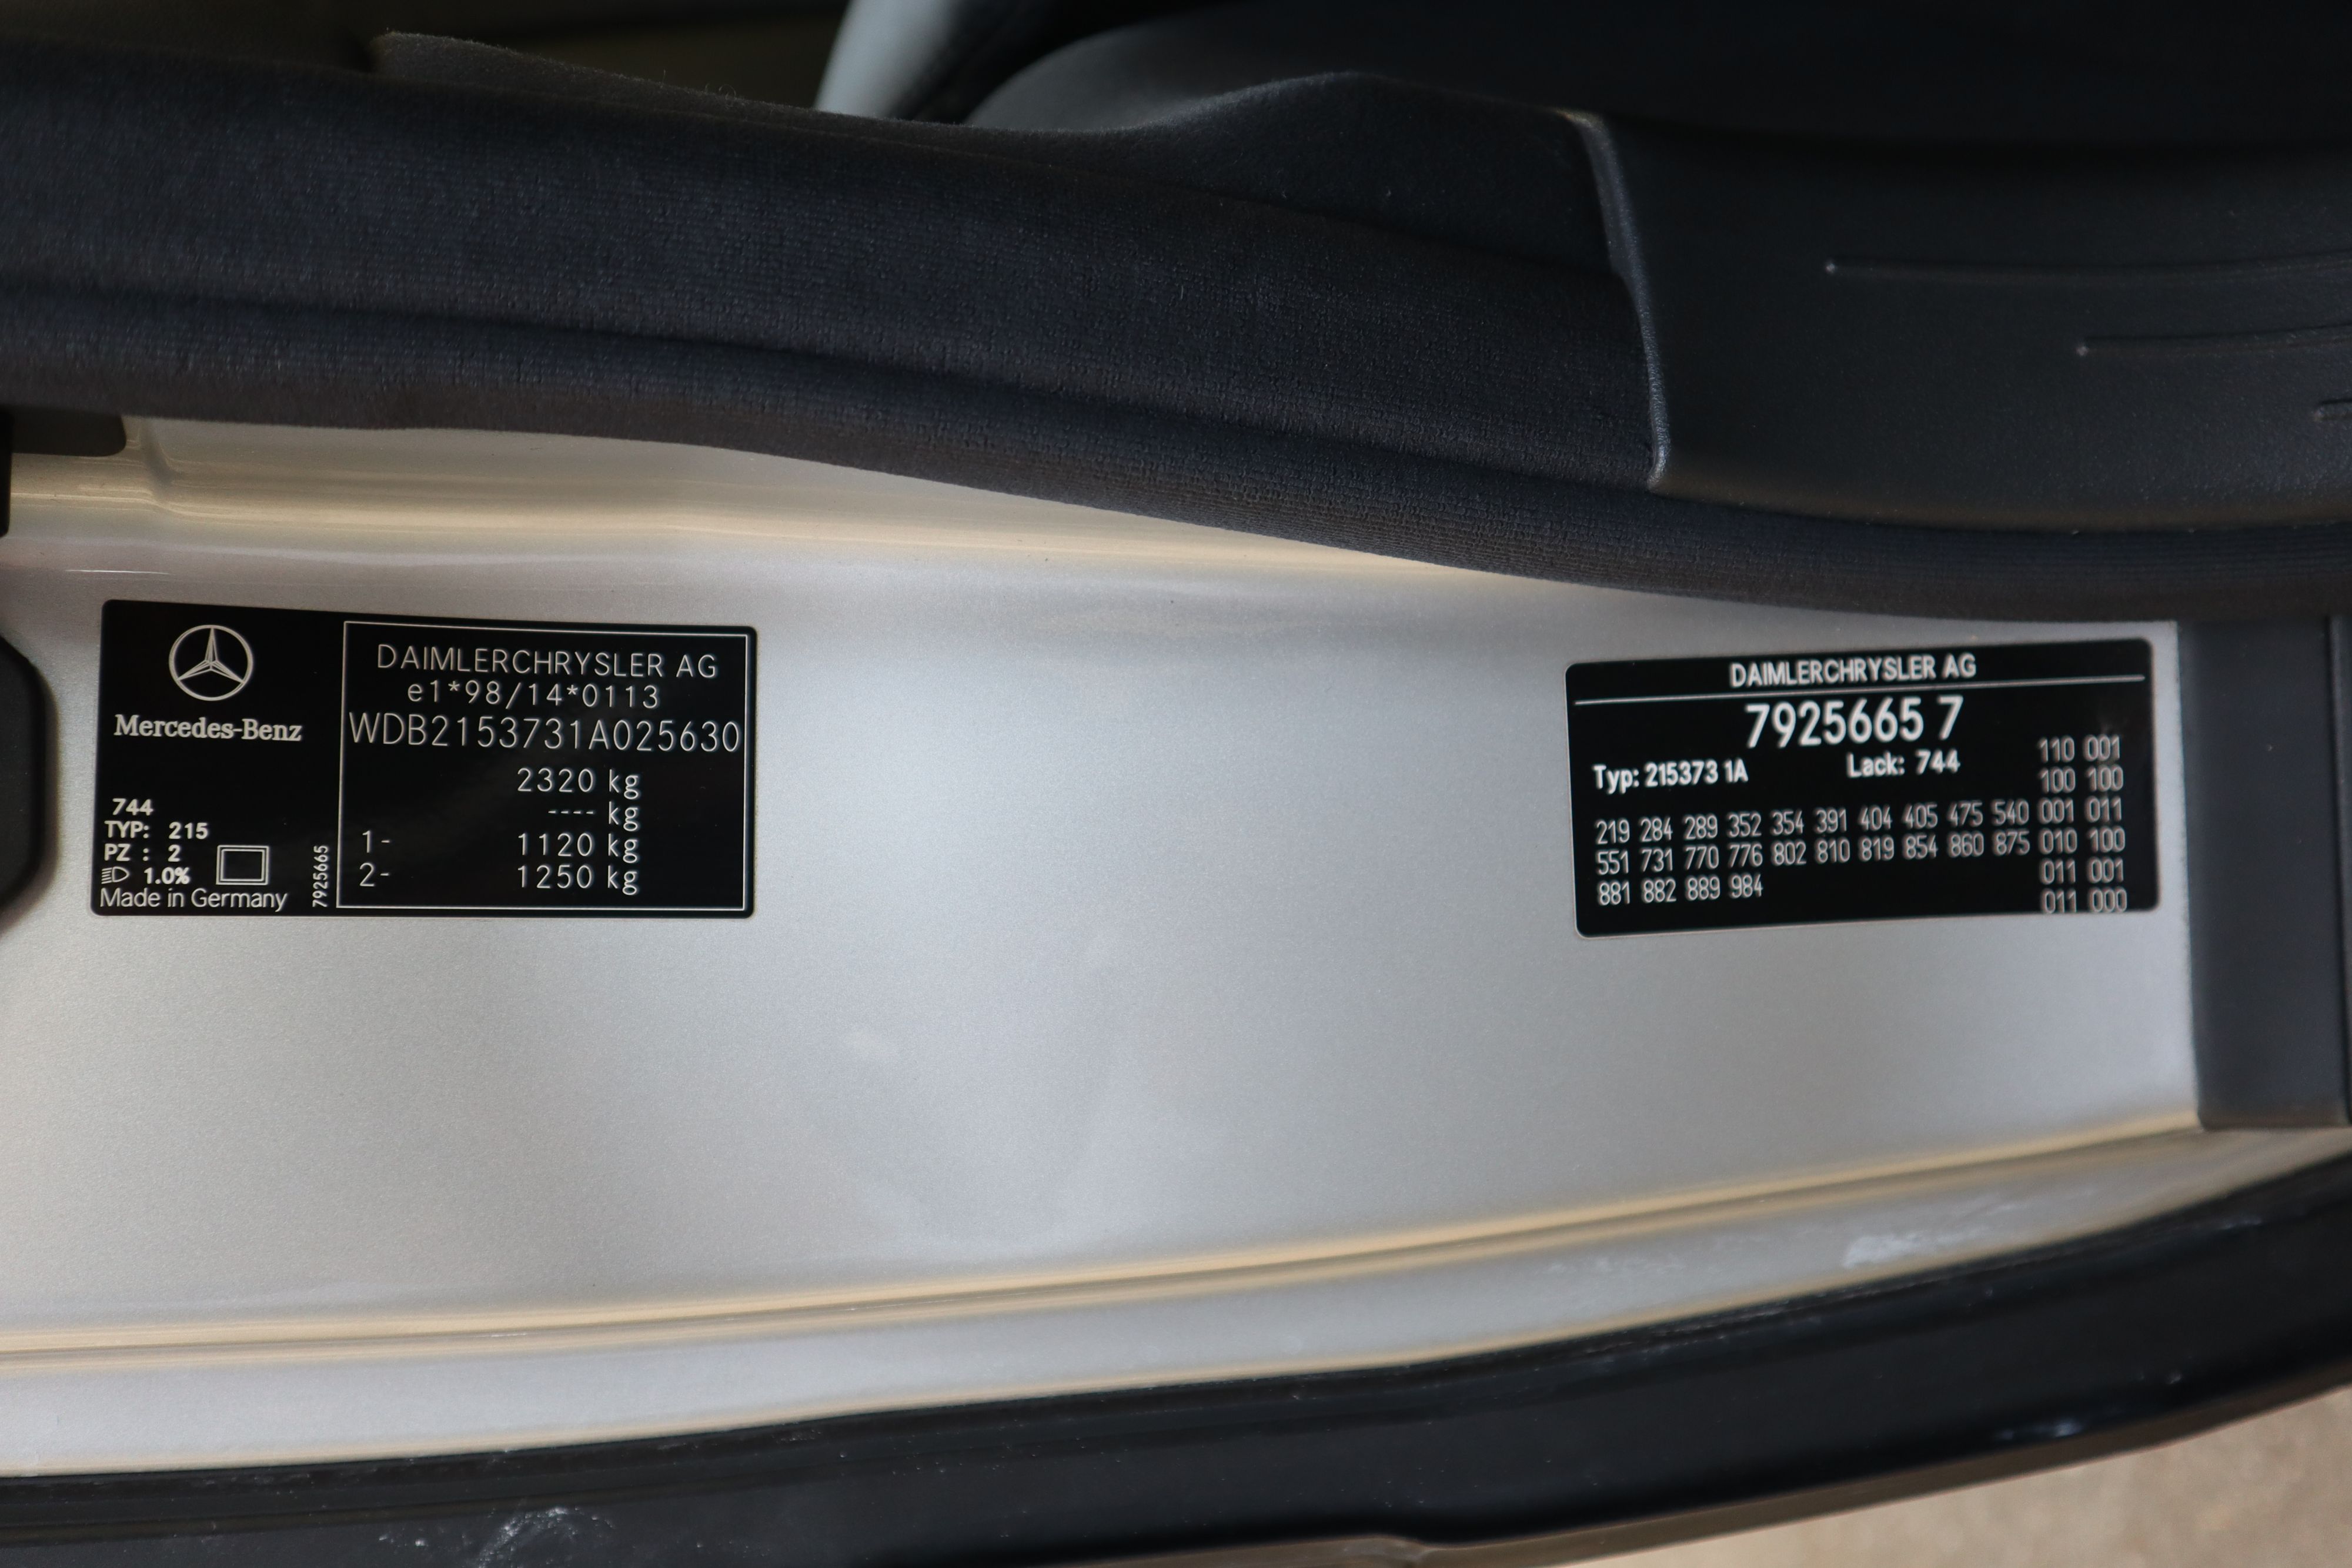 Mercedes-Benz
744
TYP: 215
PZ : 2
1.0%
Made in Germany
7925665
DAIMLERCHRYSLER AG
e1*98/14*0113
WDB2153731A025630
2320 kg
---- kg
1- 1120 kg
2- 1250 kg
DAIMLERCHRYSLER AG
7925665 7
Typ: 215373 1A Lack: 744
110 001
100 100
219 284 289 352 354 391 404 405 475 540 001 011
551 731 770 776 802 810 819 854 860 875 010 100
881 882 889 984 011 001
011 000